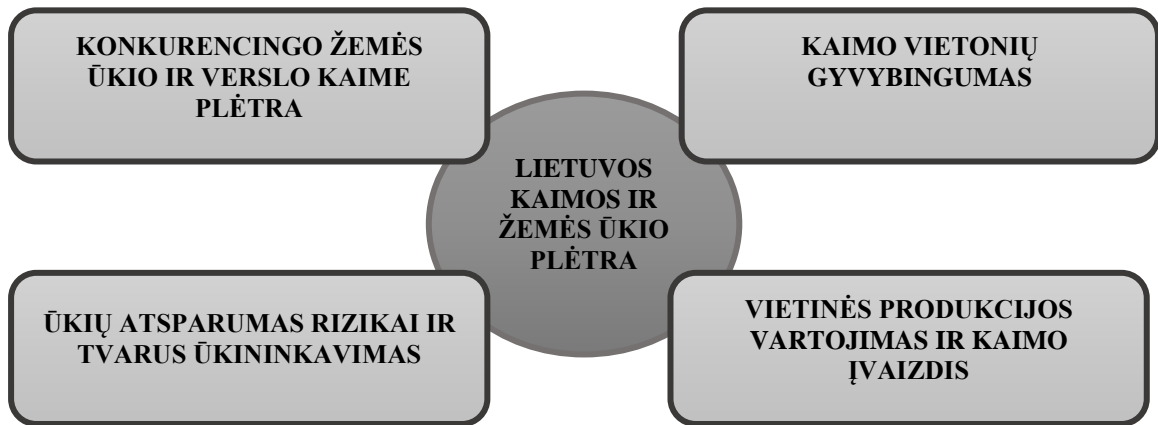 KONKURENCINGO ŽEMĖS
ŪKIO IR VERSLO KAIME
PLĖTRA
KAIMO VIETONIŲ
GYVYBINGUMAS
LIETUVOS
KAIMOS IR
ŽEMĖS ŪKIO
PLĖTRA
ŪKIŲ ATSPARUMAS RIZIKAI IR
TVARUS ŪKININKAVIMAS
VIETINĖS PRODUKCIJOS
VARTOJIMAS IR KAIMO
ĮVAIZDIS